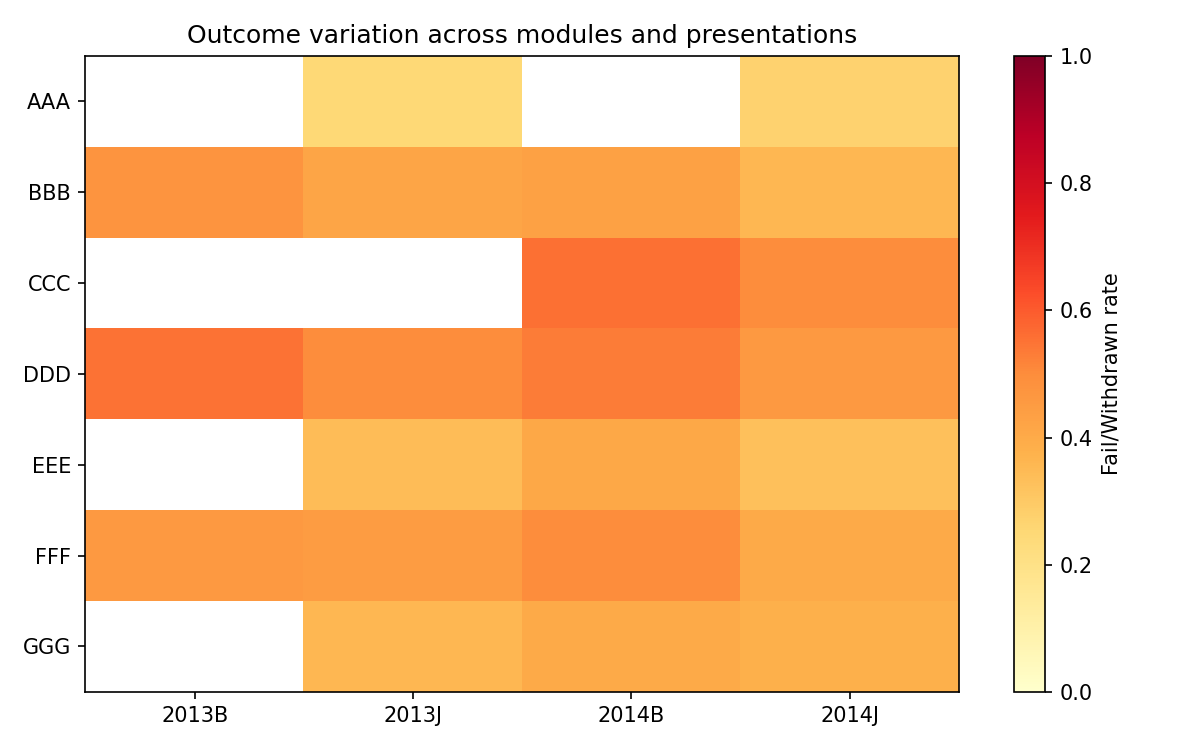 Outcome variation across modules and presentations
AAA
BBB
CCC
DDD
EEE
FFF
GGG
2013B
2013J
2014B
2014J
1.0
0.8
0.6
0.4
0.2
0.0
Fail/Withdrawn rate